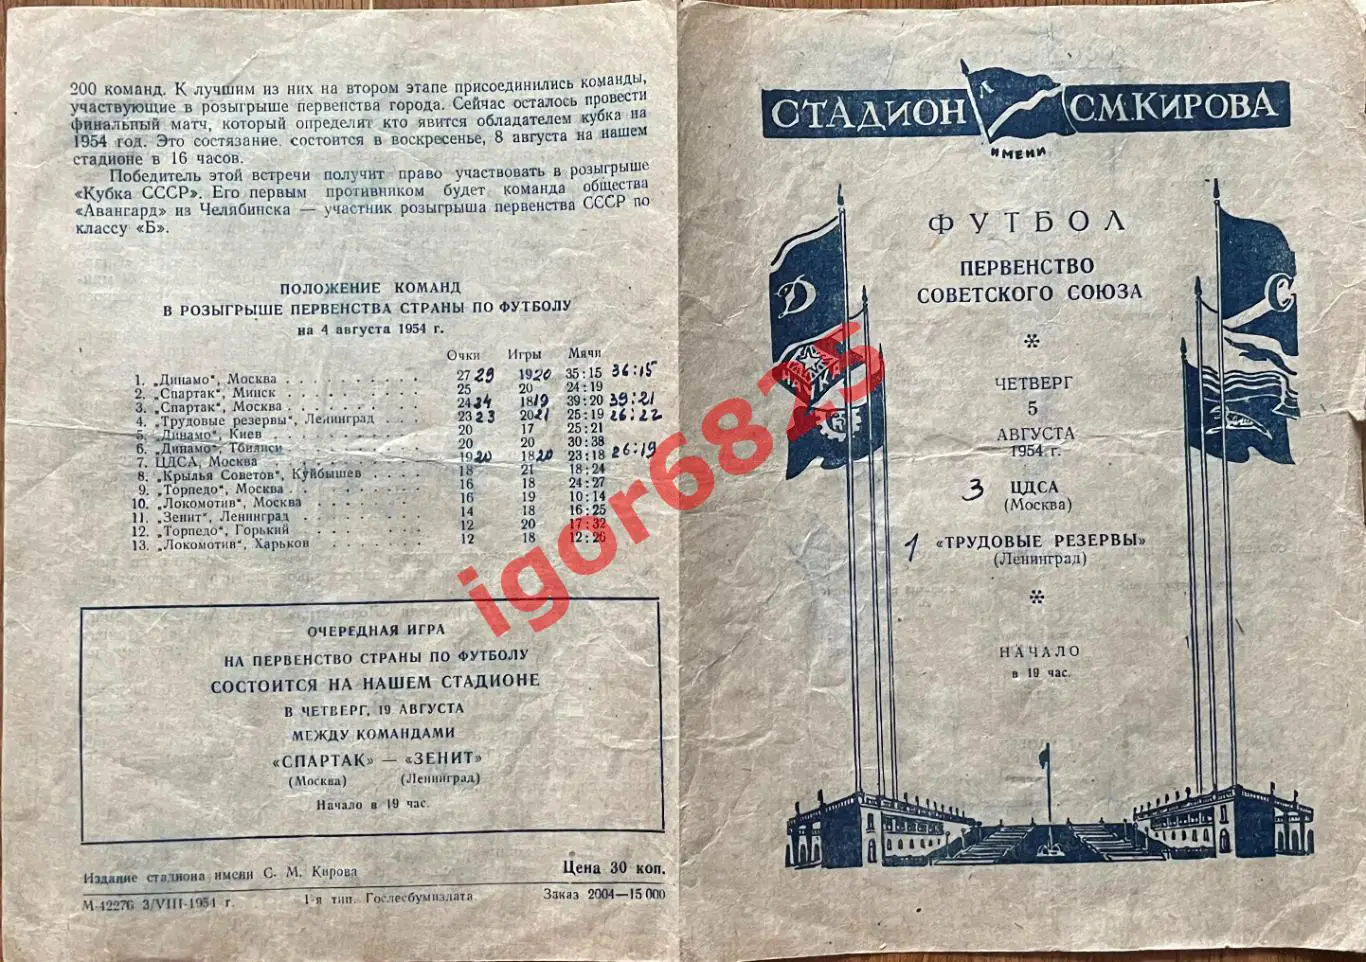 200 команд. К лучшим из них на втором этапе присоединились команды,
участвующие в розыгрыше первенства города. Сейчас осталось провести
финальный матч, который определит кто явится обладателем кубка на
1954 год. Это состязание состоится в воскресенье, 8 августа на нашем
стадионе в 16 часов.
Победитель этой встречи получит право участвовать в розыгрыше
«Кубка СССР». Его первым противником будет команда общества
«Авангард» из Челябинска — участник розыгрыша первенства СССР по
классу «Б».
ПОЛОЖЕНИЕ КОМАНД
В РОЗЫГРЫШЕ ПЕРВЕНСТВА СТРАНЫ ПО ФУТБОЛУ
на 4 августа 1954 г.
Очки Игры Мячи
1. „Динамо“, Москва 27 29 19 20 35:15 36:15
2. „Спартак“, Минск 25 20 24:19
3. „Спартак“, Москва 24 24 18 19 39:20 39:21
4. „Трудовые резервы“, Ленинград 23 23 20 21 25:19 26:22
5. „Динамо“, Киев 20 17 25:21
6. „Динамо“, Тбилиси 20 20 30:38
7. ЦДСА, Москва 19 20 18 20 23:18 26:19
8. „Крылья Советов“, Куйбышев 18 21 18:24
9. „Торпедо“, Москва 16 18 24:27
10. „Локомотив“, Москва 16 19 10:14
11. „Зенит“, Ленинград 14 18 16:25
12. „Торпедо“, Горький 12 20 17:32
13. „Локомотив“, Харьков 12 18 12:26
ОЧЕРЕДНАЯ ИГРА
НА ПЕРВЕНСТВО СТРАНЫ ПО ФУТБОЛУ
СОСТОИТСЯ НА НАШЕМ СТАДИОНЕ
В ЧЕТВЕРГ, 19 АВГУСТА
МЕЖДУ КОМАНДАМИ
«СПАРТАК» — «ЗЕНИТ»
(Москва) (Ленинград)
Начало в 19 час.
Издание стадиона имени С. М. Кирова Цена 30 коп.
М-42276 3/VIII-1954 г. 1-я тип. Гослесбумиздата Заказ 2004—15 000
СТАДИОН С.М.КИРОВА
Л
ИМЕНИ
ФУТБОЛ
ПЕРВЕНСТВО
СОВЕТСКОГО СОЮЗА
Д
С
ЧЕТВЕРГ
5
АВГУСТА
1954 г.
3 ЦДСА
(Москва)
1 «ТРУДОВЫЕ РЕЗЕРВЫ»
(Ленинград)
НАЧАЛО
в 19 час.
igor6825